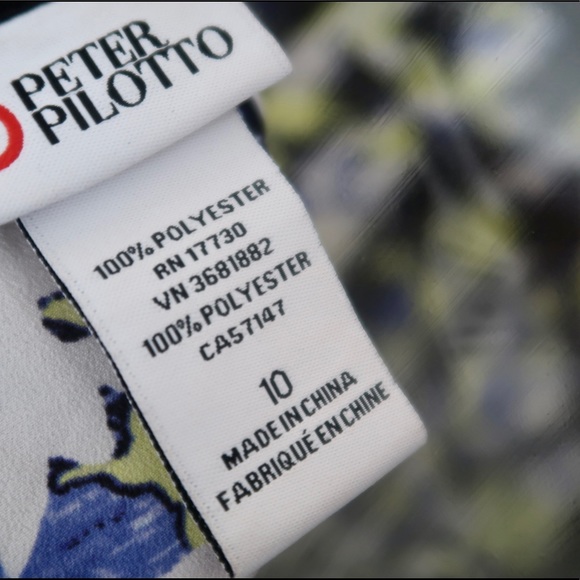 PETER
PILOTTO
100% POLYESTER
RN 17730
VN 3681882
100% POLYESTER
CA57147
10
MADE IN CHINA
FABRIQUÉ EN CHINE